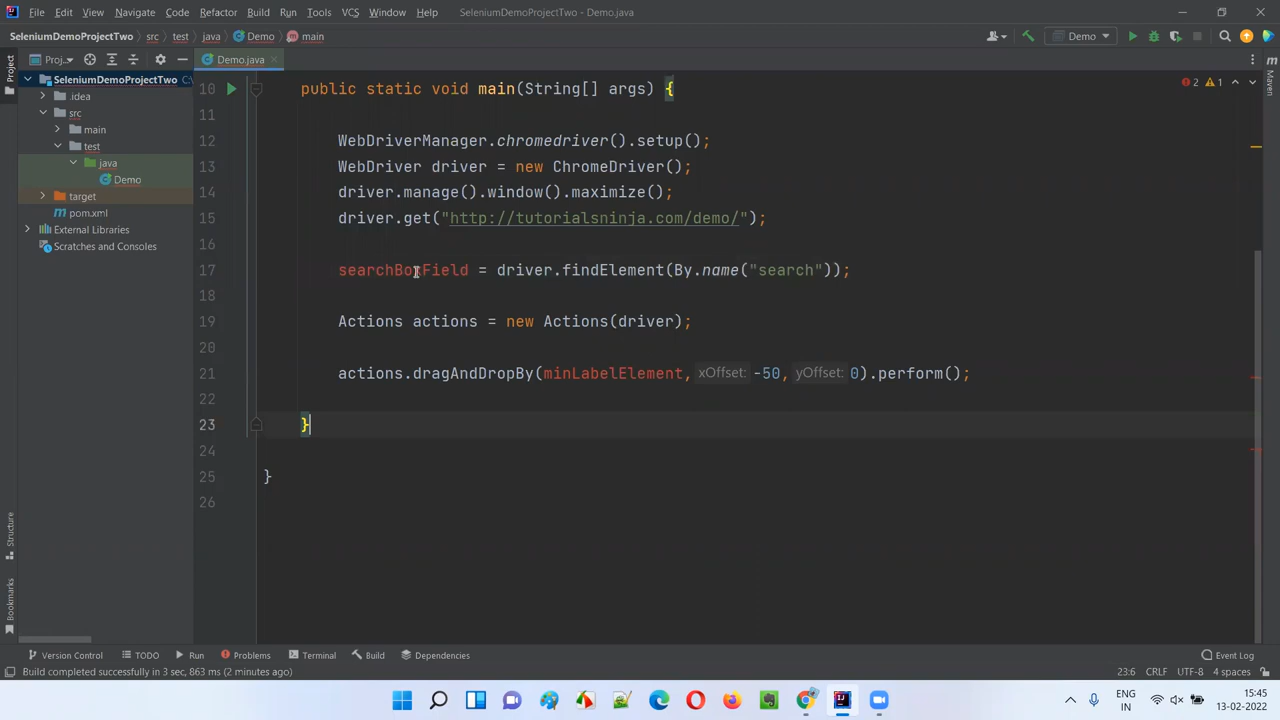 File Edit View Navigate Code Refactor Build Run Tools VCS Window Help SeleniumDemoProjectTwo - Demo.java
SeleniumDemoProjectTwo src test java Demo main Demo
Project Proj... Demo.java Maven
SeleniumDemoProjectTwo C:\
.idea
src
main
test
java
Demo
target
pom.xml
External Libraries
Scratches and Consoles
2 1
10 public static void main(String[] args) {
11
12 WebDriverManager.chromedriver().setup();
13 WebDriver driver = new ChromeDriver();
14 driver.manage().window().maximize();
15 driver.get("http://tutorialsninja.com/demo/");
16
17 searchBoxField = driver.findElement(By.name("search"));
18
19 Actions actions = new Actions(driver);
20
21 actions.dragAndDropBy(minLabelElement, xOffset: -50, yOffset: 0).perform();
22
23 }
24
25 }
26
Structure
Bookmarks
Version Control TODO Run Problems Terminal Build Dependencies Event Log
Build completed successfully in 3 sec, 863 ms (2 minutes ago) 23:6 CRLF UTF-8 4 spaces
ENG
IN
15:45
13-02-2022